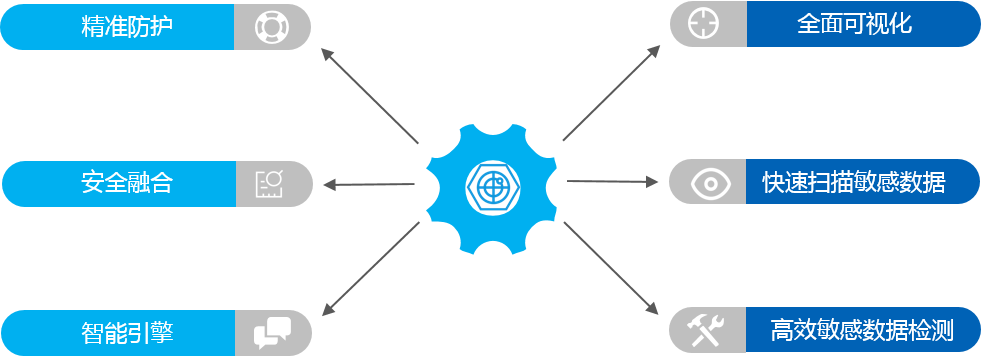 精准防护
全面可视化
安全融合
快速扫描敏感数据
智能引擎
高效敏感数据检测